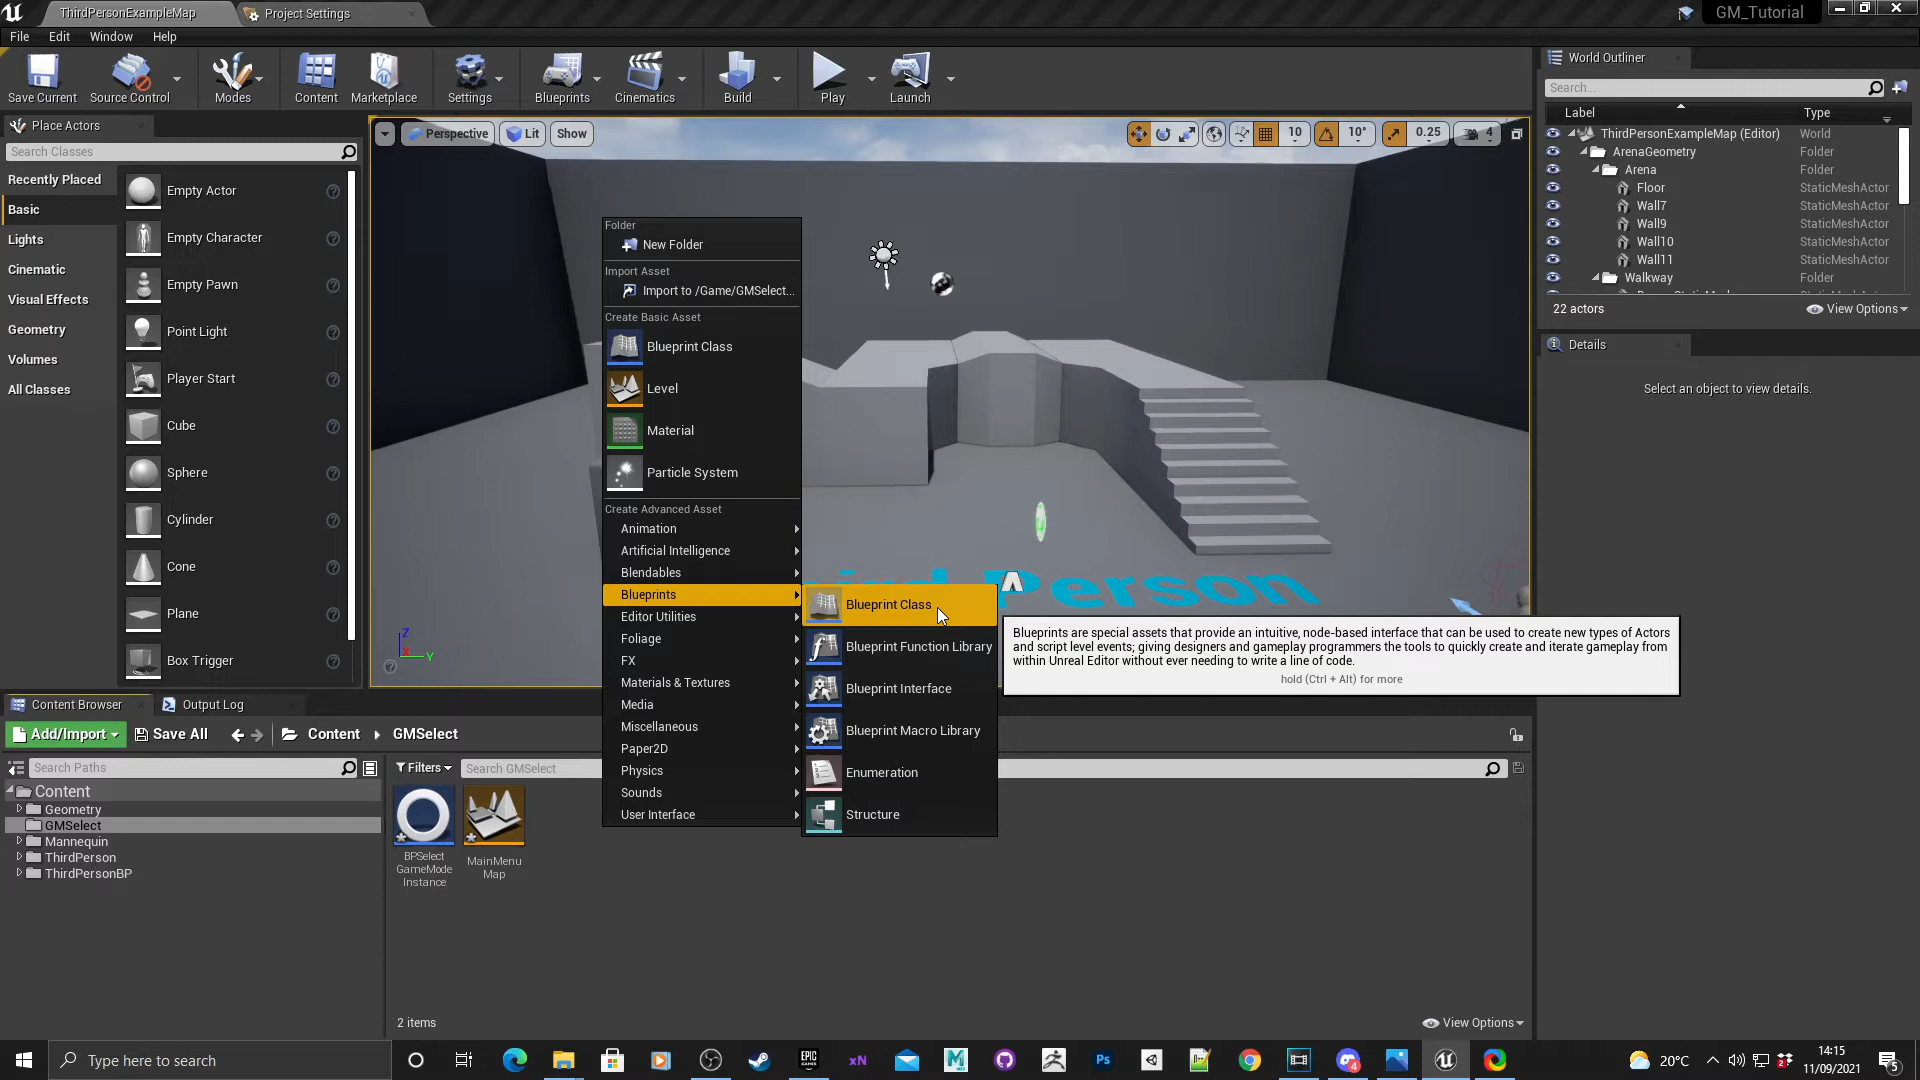 ThirdPersonExampleMap
Project Settings
GM_Tutorial
File
Edit
Window
Help
Save Current
Source Control
Modes
Content
Marketplace
Settings
Blueprints
Cinematics
Build
Play
Launch
Place Actors
Search Classes
Recently Placed
Basic
Lights
Cinematic
Visual Effects
Geometry
Volumes
All Classes
Empty Actor
Empty Character
Empty Pawn
Point Light
Player Start
Cube
Sphere
Cylinder
Cone
Plane
Box Trigger
Perspective
Lit
Show
10
10°
0.25
4
Folder
New Folder
Import Asset
Import to /Game/GMSelect...
Create Basic Asset
Blueprint Class
Level
Material
Particle System
Create Advanced Asset
Animation
Artificial Intelligence
Blendables
Blueprints
Editor Utilities
Foliage
FX
Materials & Textures
Media
Miscellaneous
Paper2D
Physics
Sounds
User Interface
Blueprint Class
Blueprint Function Library
Blueprint Interface
Blueprint Macro Library
Enumeration
Structure
Person
Z
X
Y
Blueprints are special assets that provide an intuitive, node-based interface that can be used to create new types of Actors
and script level events; giving designers and gameplay programmers the tools to quickly create and iterate gameplay from
within Unreal Editor without ever needing to write a line of code.
hold (Ctrl + Alt) for more
World Outliner
Search...
Label
Type
ThirdPersonExampleMap (Editor)
World
ArenaGeometry
Folder
Arena
Folder
Floor
StaticMeshActor
Wall7
StaticMeshActor
Wall9
StaticMeshActor
Wall10
StaticMeshActor
Wall11
StaticMeshActor
Walkway
Folder
22 actors
View Options
Details
Select an object to view details.
Content Browser
Output Log
Add/Import
Save All
Content
GMSelect
Search Paths
Filters
Search GMSelect
Content
Geometry
GMSelect
Mannequin
ThirdPerson
ThirdPersonBP
BPSelect
GameMode
Instance
MainMenu
Map
2 items
View Options
Type here to search
EPIC
GAMES
xN
M
Ps
4
20°C
14:15
11/09/2021
5